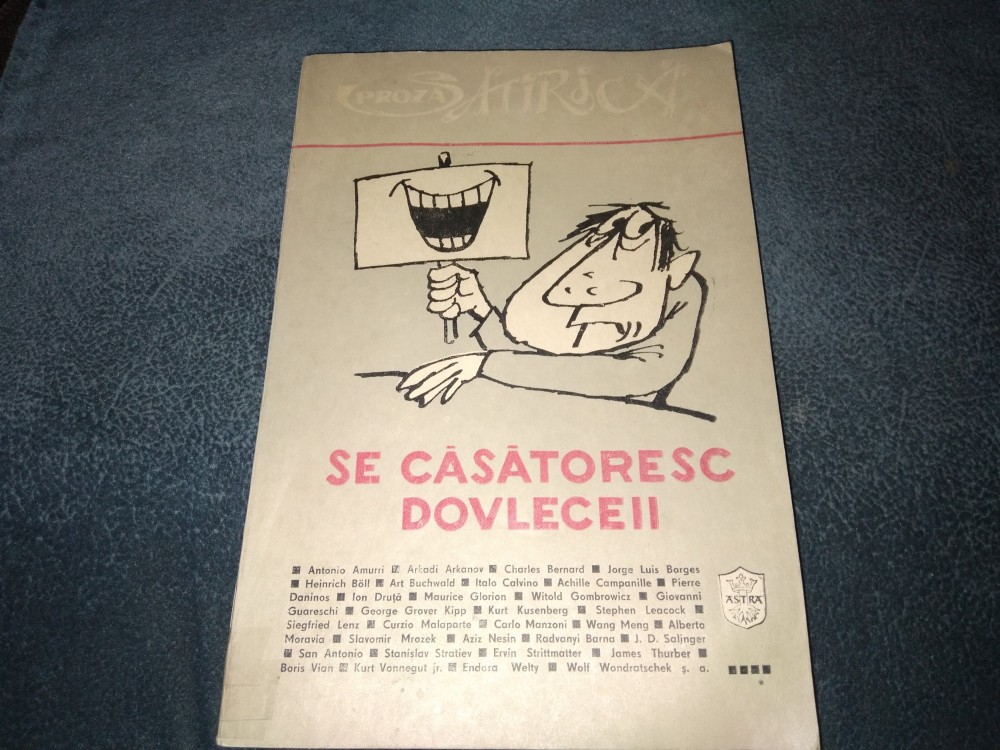 PROZĂ SATIRICĂ
SE CĂSĂTORESC
DOVLECEII
■ Antonio Amurri ■ Arkadi Arkanov ■ Charles Bernard ■ Jorge Luis Borges
■ Heinrich Böll ■ Art Buchwald ■ Italo Calvino ■ Achille Campanille ■ Pierre
Daninos ■ Ion Druță ■ Maurice Glorion ■ Witold Gombrowicz ■ Giovanni
Guareschi ■ George Grover Kipp ■ Kurt Kusenberg ■ Stephen Leacock ■
Siegfried Lenz ■ Curzio Malaparte ■ Carlo Manzoni ■ Wang Meng ■ Alberto
Moravia ■ Slavomir Mrozek ■ Aziz Nesin ■ Radvanyi Barna ■ J. D. Salinger
■ San Antonio ■ Stanislav Stratiev ■ Ervin Strittmatter ■ James Thurber ■
Boris Vian ■ Kurt Vonnegut jr. ■ Endora Welty ■ Wolf Wondratschek ș. a. ■■■■
ASTRA